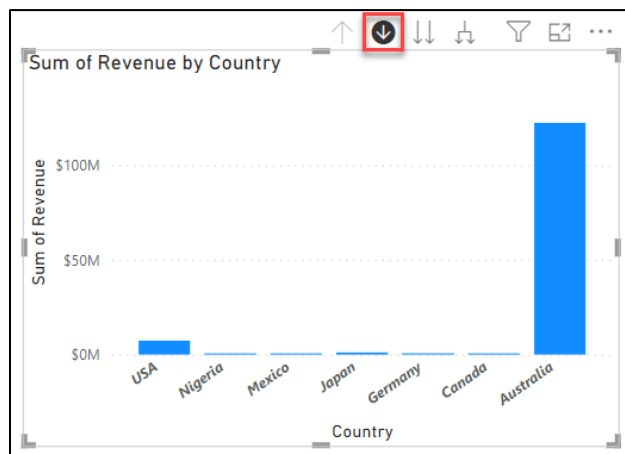 Sum of Revenue by Country
Sum of Revenue
$100M
$50M
$0M
USA
Nigeria
Mexico
Japan
Germany
Canada
Australia
Country